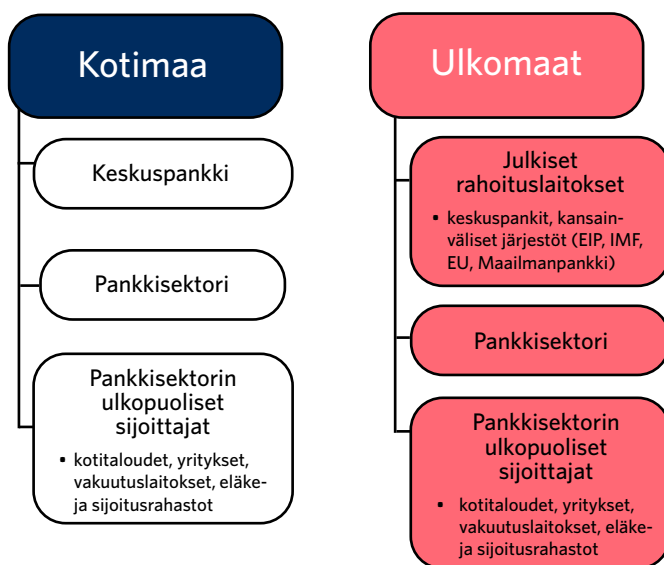 Kotimaa
Keskuspankki
Pankkisektori
Pankkisektorin
ulkopuoliset
sijoittajat
▪ kotitaloudet, yritykset,
vakuutuslaitokset, eläke-
ja sijoitusrahastot
Ulkomaat
Julkiset
rahoituslaitokset
▪ keskuspankit, kansain-
väliset järjestöt (EIP, IMF,
EU, Maailmanpankki)
Pankkisektori
Pankkisektorin
ulkopuoliset
sijoittajat
▪ kotitaloudet, yritykset,
vakuutuslaitokset, eläke-
ja sijoitusrahastot